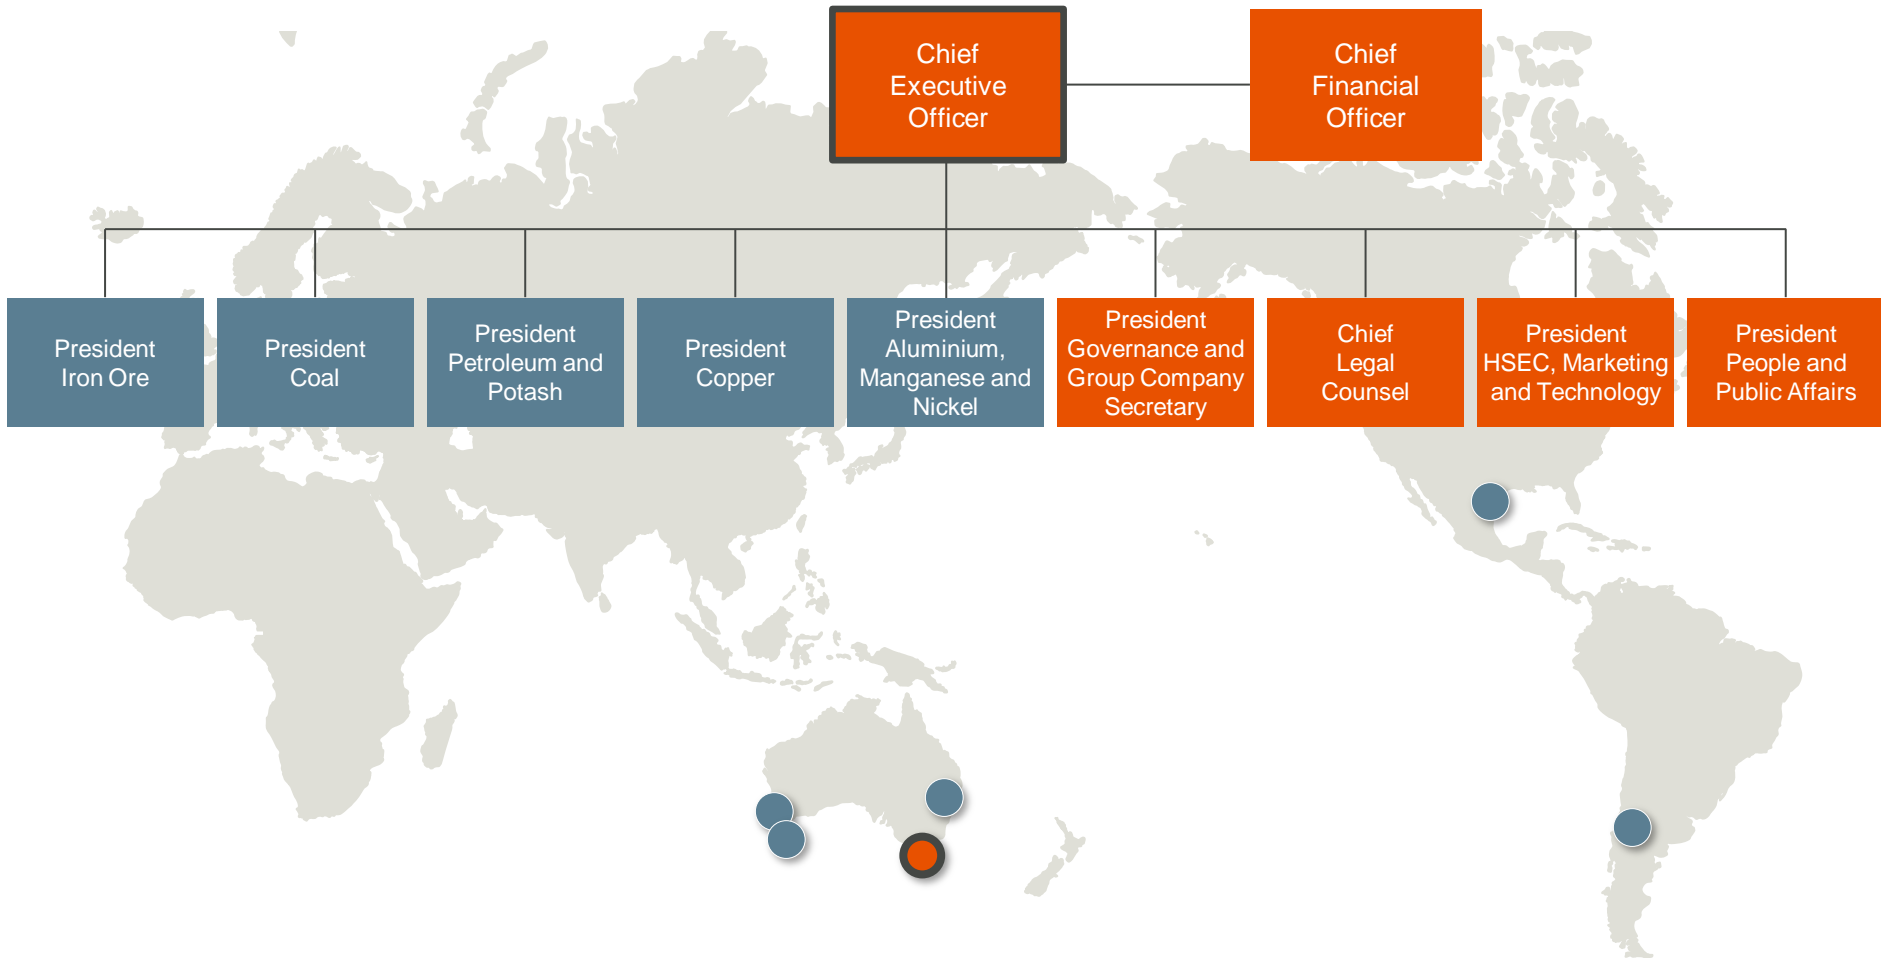 Chief
Executive
Officer
Chief
Financial
Officer
President
Iron Ore
President
Coal
President
Petroleum and
Potash
President
Copper
President
Aluminium,
Manganese and
Nickel
President
Governance and
Group Company
Secretary
Chief
Legal
Counsel
President
HSEC, Marketing
and Technology
President
People and
Public Affairs